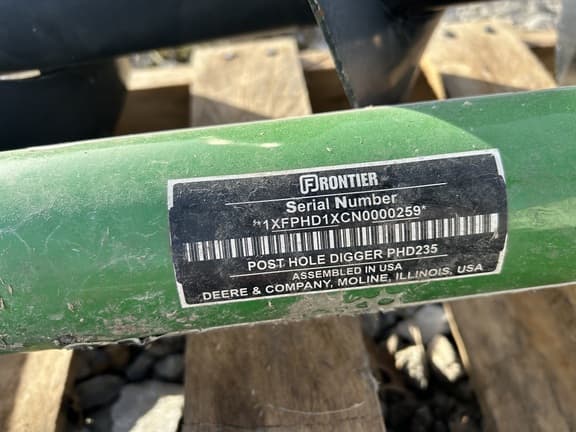 FRONTIER
Serial Number
*1XFPHD1XCN0000259*
POST HOLE DIGGER PHD235
ASSEMBLED IN USA
DEERE & COMPANY, MOLINE, ILLINOIS, USA